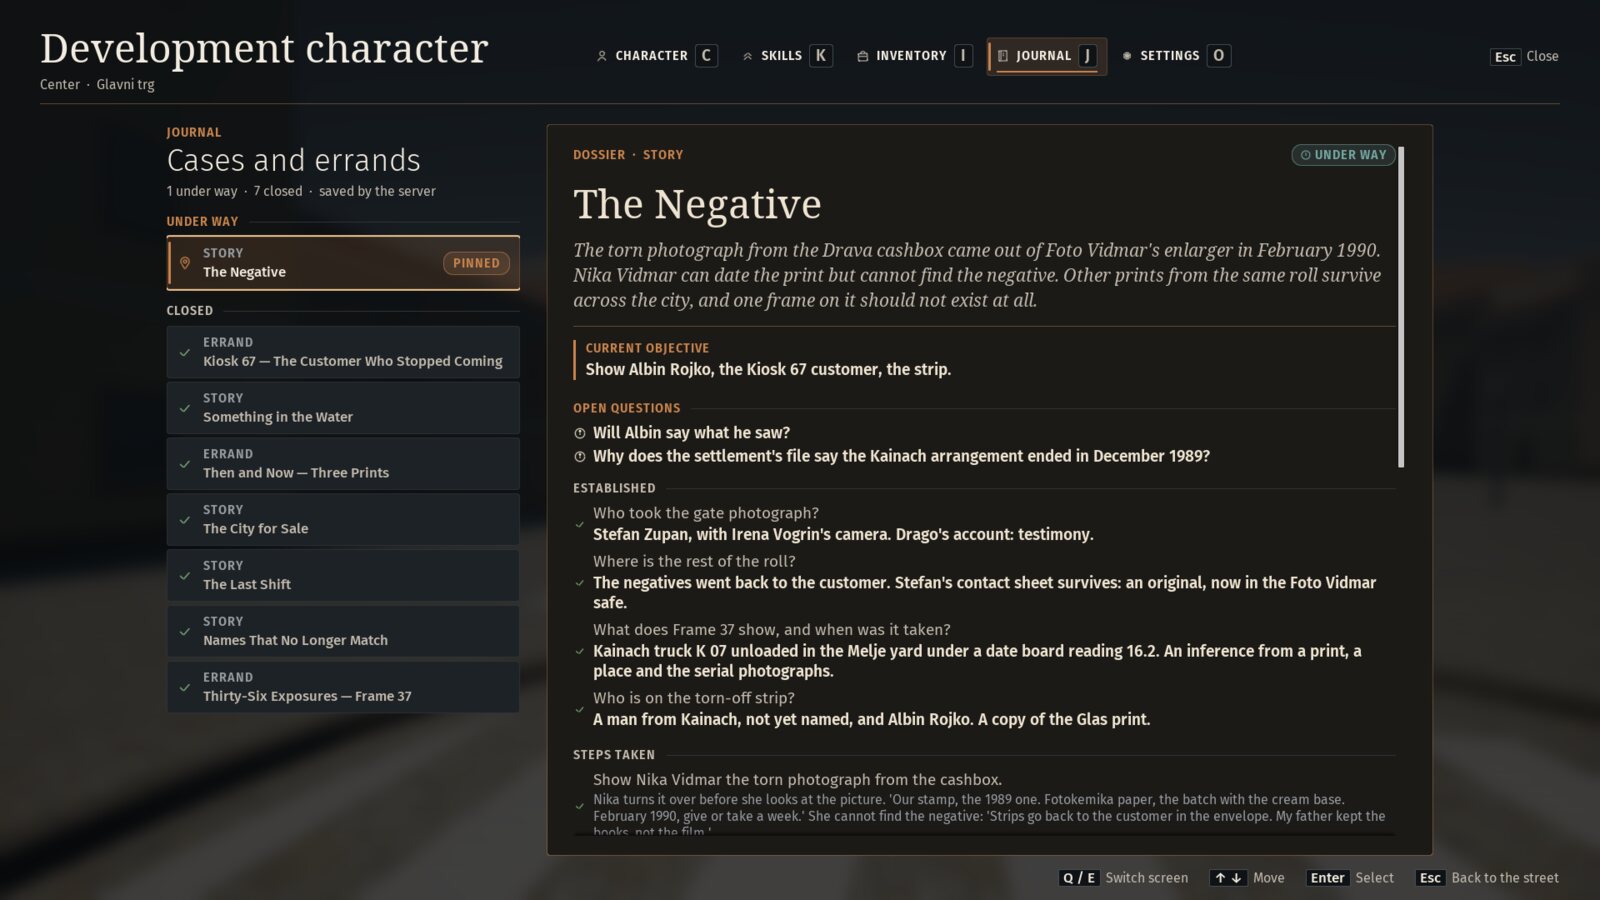 Development character
Center · Glavni trg
CHARACTER C
SKILLS K
INVENTORY I
JOURNAL J
SETTINGS O
Esc Close
JOURNAL
Cases and errands
1 under way · 7 closed · saved by the server
UNDER WAY
STORY
The Negative
PINNED
CLOSED
ERRAND
Kiosk 67 — The Customer Who Stopped Coming
STORY
Something in the Water
ERRAND
Then and Now — Three Prints
STORY
The City for Sale
STORY
The Last Shift
STORY
Names That No Longer Match
ERRAND
Thirty-Six Exposures — Frame 37
DOSSIER · STORY
UNDER WAY
The Negative
The torn photograph from the Drava cashbox came out of Foto Vidmar's enlarger in February 1990.
Nika Vidmar can date the print but cannot find the negative. Other prints from the same roll survive
across the city, and one frame on it should not exist at all.
CURRENT OBJECTIVE
Show Albin Rojko, the Kiosk 67 customer, the strip.
OPEN QUESTIONS
Will Albin say what he saw?
Why does the settlement's file say the Kainach arrangement ended in December 1989?
ESTABLISHED
Who took the gate photograph?
Stefan Zupan, with Irena Vogrin's camera. Drago's account: testimony.
Where is the rest of the roll?
The negatives went back to the customer. Stefan's contact sheet survives: an original, now in the Foto Vidmar
safe.
What does Frame 37 show, and when was it taken?
Kainach truck K 07 unloaded in the Melje yard under a date board reading 16.2. An inference from a print, a
place and the serial photographs.
Who is on the torn-off strip?
A man from Kainach, not yet named, and Albin Rojko. A copy of the Glas print.
STEPS TAKEN
Show Nika Vidmar the torn photograph from the cashbox.
Nika turns it over before she looks at the picture. 'Our stamp, the 1989 one. Fotokemika paper, the batch with the cream base.
February 1990, give or take a week.' She cannot find the negative: 'Strips go back to the customer in the envelope. My father kept the
books, not the film.'
Q / E Switch screen
↑ ↓ Move
Enter Select
Esc Back to the street